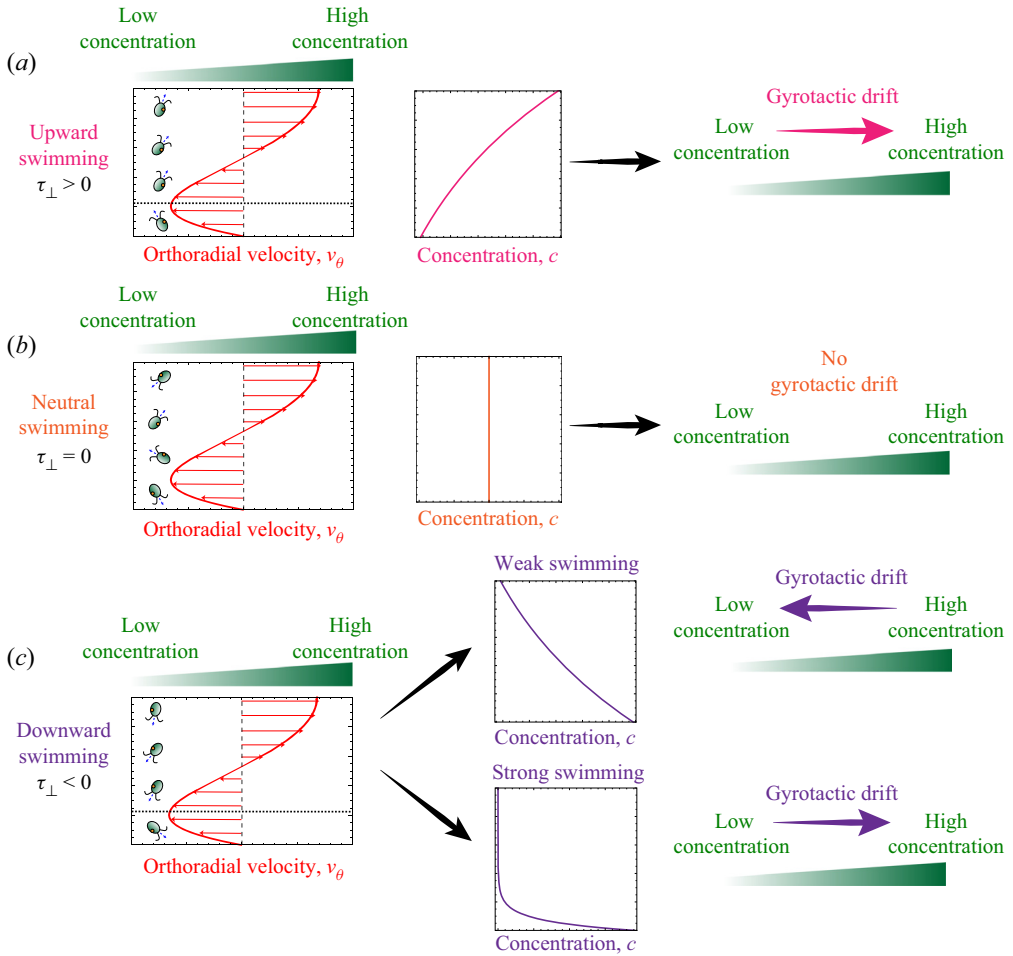 Low
concentration
High
concentration
(a)
Upward
swimming
τ⊥ > 0
Orthoradial velocity, vθ
Concentration, c
Gyrotactic drift
Low
concentration
High
concentration
Low
concentration
High
concentration
(b)
Neutral
swimming
τ⊥ = 0
Orthoradial velocity, vθ
Concentration, c
No
gyrotactic drift
Low
concentration
High
concentration
Low
concentration
High
concentration
(c)
Downward
swimming
τ⊥ < 0
Orthoradial velocity, vθ
Weak swimming
Concentration, c
Gyrotactic drift
Low
concentration
High
concentration
Strong swimming
Concentration, c
Gyrotactic drift
Low
concentration
High
concentration